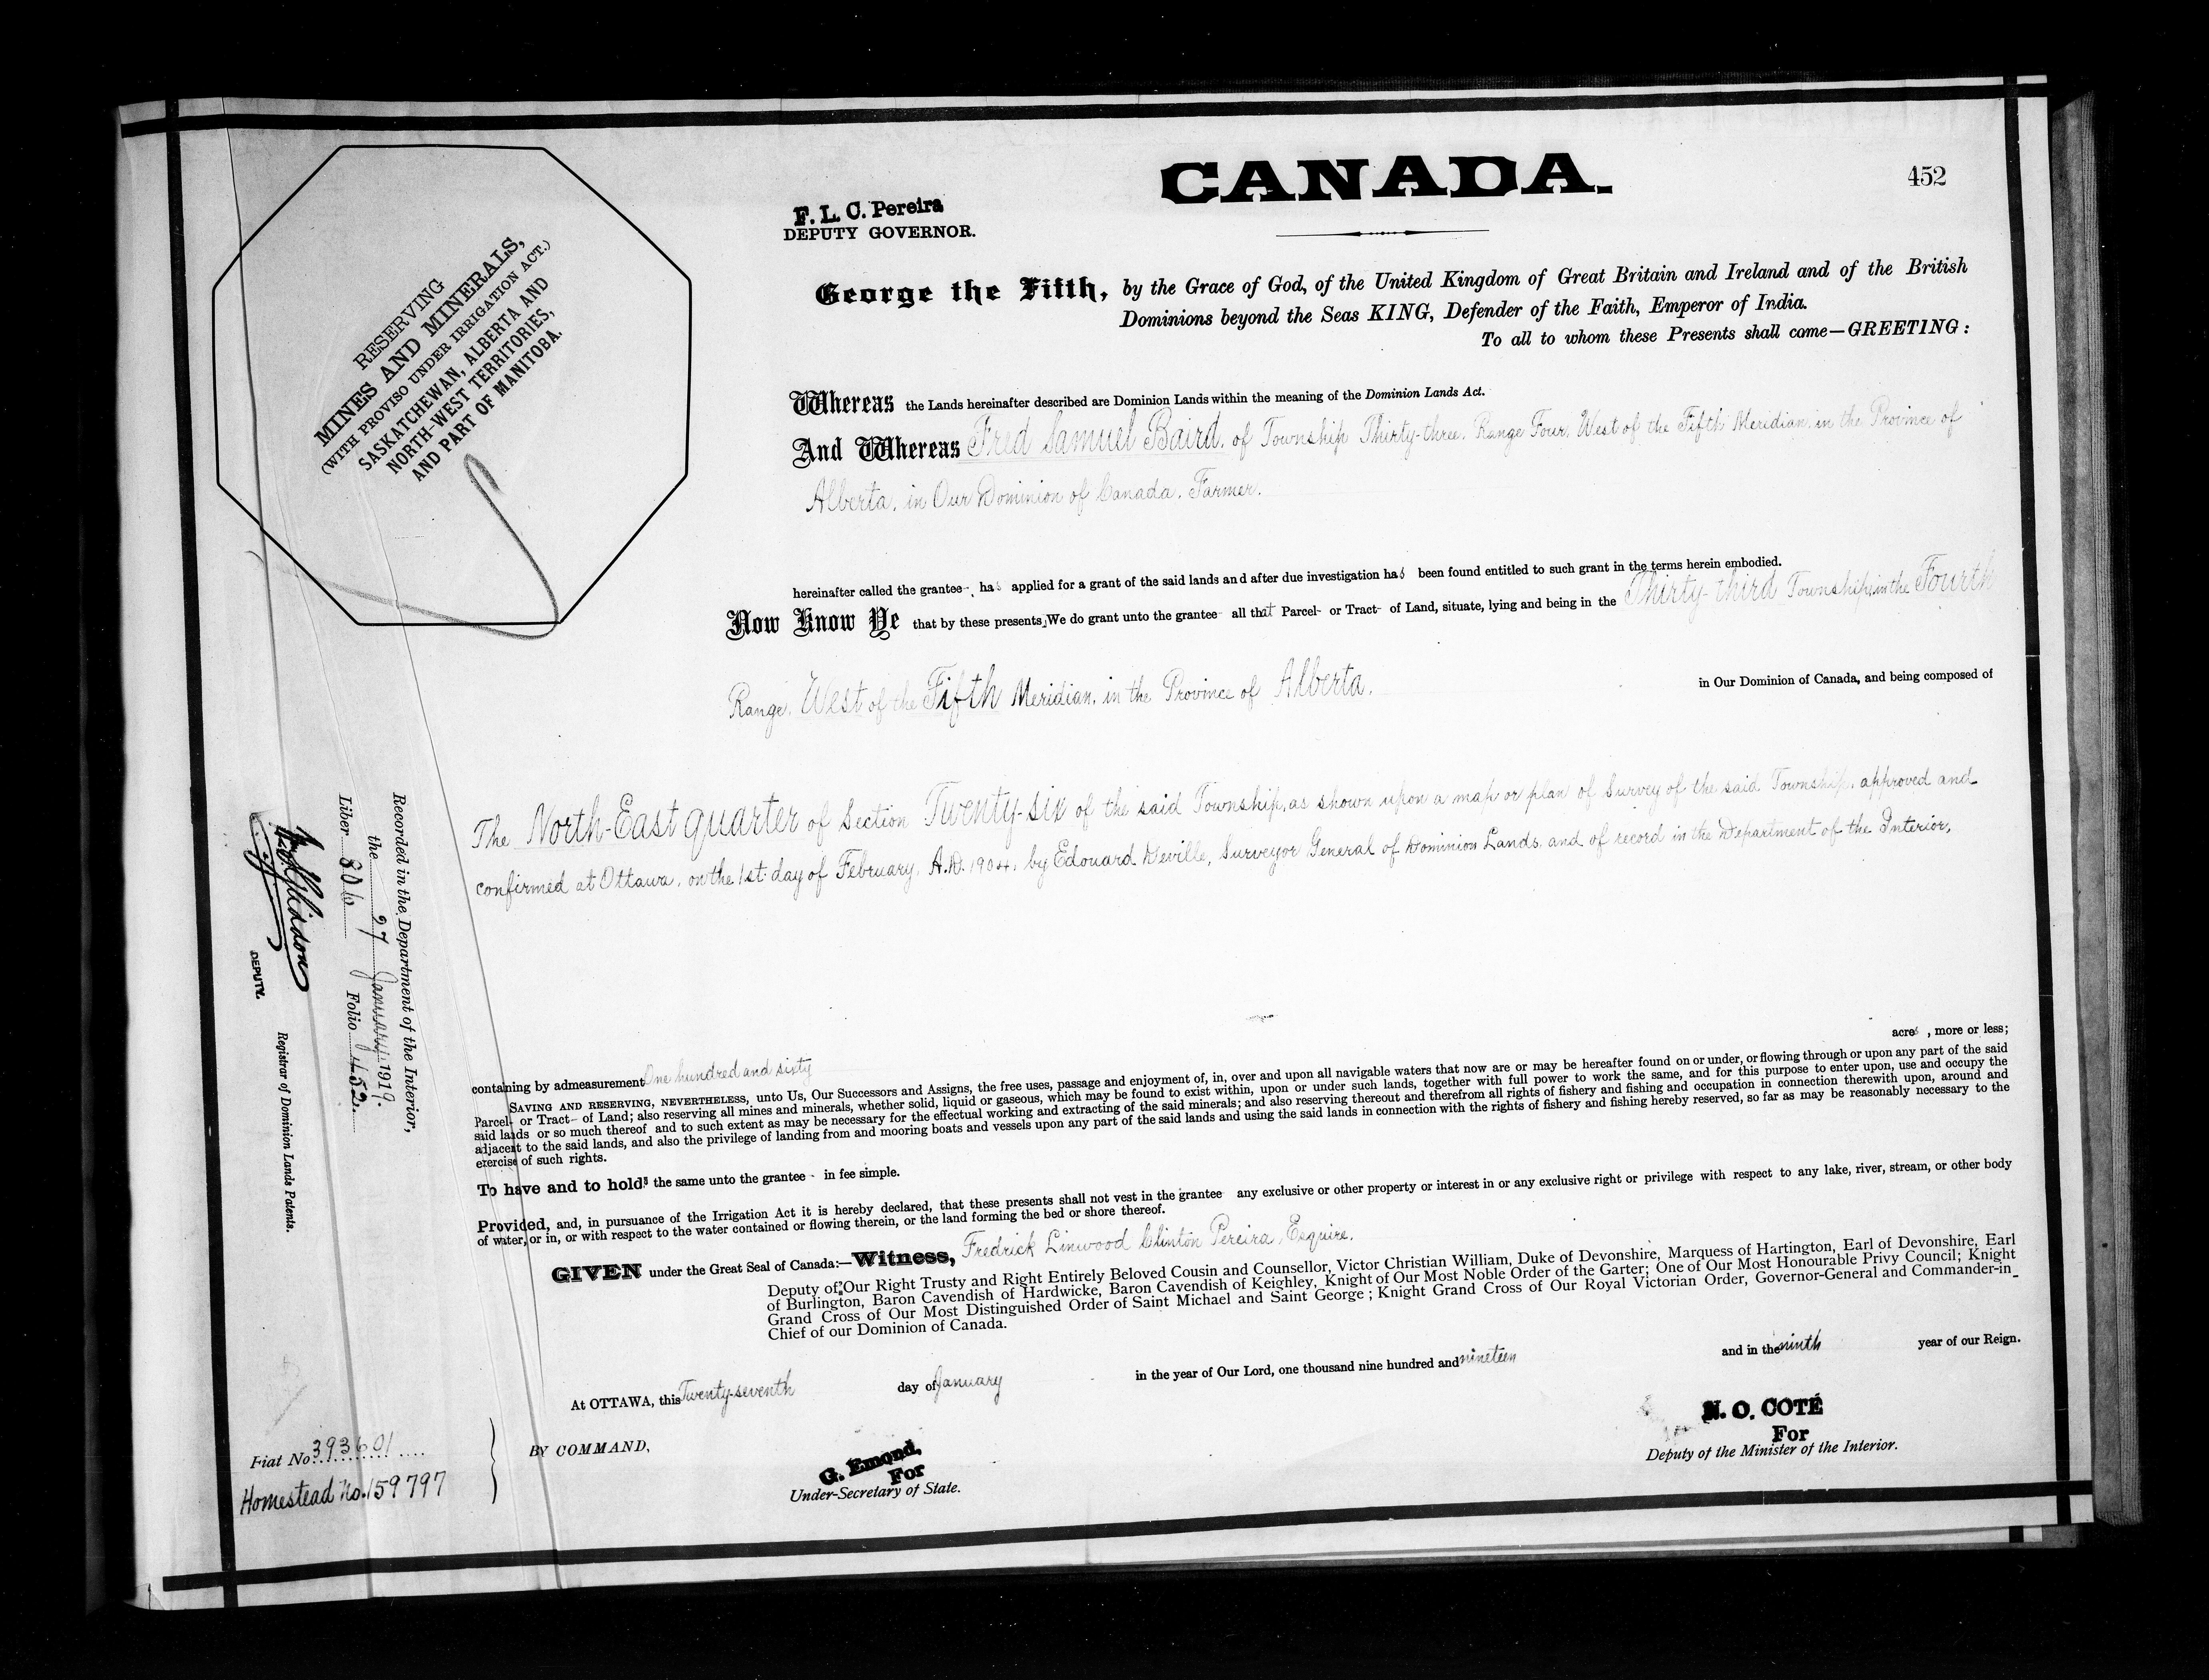 CANADA.
452
F. L. C. Pereira
DEPUTY GOVERNOR.
George the Fifth, by the Grace of God, of the United Kingdom of Great Britain and Ireland and of the British
Dominions beyond the Seas KING, Defender of the Faith, Emperor of India.
To all to whom these Presents shall come—GREETING:
RESERVING
MINES AND MINERALS,
(WITH PROVISO UNDER IRRIGATION ACT.)
SASKATCHEWAN, ALBERTA AND
NORTH-WEST TERRITORIES,
AND PART OF MANITOBA.
Whereas the Lands hereinafter described are Dominion Lands within the meaning of the Dominion Lands Act.
And Whereas Fred Samuel Baird, of Township Thirty-three, Range Four, West of the Fifth Meridian, in the Province of
Alberta, in Our Dominion of Canada, Farmer.
hereinafter called the grantee-, has applied for a grant of the said lands and after due investigation has been found entitled to such grant in the terms herein embodied.
Now Know Ye that by these presents, We do grant unto the grantee- all that Parcel- or Tract- of Land, situate, lying and being in the Thirty-third Township, in the Fourth
Range, West of the Fifth Meridian, in the Province of Alberta, in Our Dominion of Canada, and being composed of
The North-East quarter of Section Twenty-six of the said Township, as shown upon a map or plan of Survey of the said Township, approved and
confirmed at Ottawa, on the 1st day of February, A.D. 1904, by Edouard Deville, Surveyor General of Dominion Lands, and of record in the Department of the Interior,
containing by admeasurement One hundred and sixty acres, more or less;
SAVING AND RESERVING, NEVERTHELESS, unto Us, Our Successors and Assigns, the free uses, passage and enjoyment of, in, over and upon all navigable waters that now are or may be hereafter found on or under, or flowing through or upon any part of the said
Parcel- or Tract- of Land; also reserving all mines and minerals, whether solid, liquid or gaseous, which may be found to exist within, upon or under such lands, together with full power to work the same, and for this purpose to enter upon, use and occupy the
said lands or so much thereof and to such extent as may be necessary for the effectual working and extracting of the said minerals; and also reserving thereout and therefrom all rights of fishery and fishing and occupation in connection therewith upon, around and
adjacent to the said lands, and also the privilege of landing from and mooring boats and vessels upon any part of the said lands and using the said lands in connection with the rights of fishery and fishing hereby reserved, so far as may be reasonably necessary to the
exercise of such rights.
To have and to hold the same unto the grantee - in fee simple.
Provided, and, in pursuance of the Irrigation Act it is hereby declared, that these presents shall not vest in the grantee any exclusive or other property or interest in or any exclusive right or privilege with respect to any lake, river, stream, or other body
of water, or in, or with respect to the water contained or flowing therein, or the land forming the bed or shore thereof.
GIVEN under the Great Seal of Canada:—Witness, Fredrick Linwood Clinton Pereira, Esquire,
Deputy of Our Right Trusty and Right Entirely Beloved Cousin and Counsellor, Victor Christian William, Duke of Devonshire, Marquess of Hartington, Earl of Devonshire, Earl
of Burlington, Baron Cavendish of Hardwicke, Baron Cavendish of Keighley, Knight of Our Most Noble Order of the Garter; One of Our Most Honourable Privy Council; Knight
Grand Cross of Our Most Distinguished Order of Saint Michael and Saint George; Knight Grand Cross of Our Royal Victorian Order, Governor-General and Commander-in-
Chief of our Dominion of Canada.
At OTTAWA, this Twenty-seventh day of January in the year of Our Lord, one thousand nine hundred and nineteen and in the ninth year of our Reign.
BY COMMAND,
G. Emond,
For
Under-Secretary of State.
N. O. COTÉ
For
Deputy of the Minister of the Interior.
Recorded in the Department of the Interior,
the 27 January 1919.
Liber 306 Folio 452.
DEPUTY.
Registrar of Dominion Lands Patents.
Fiat No. 393601
Homestead No. 159797